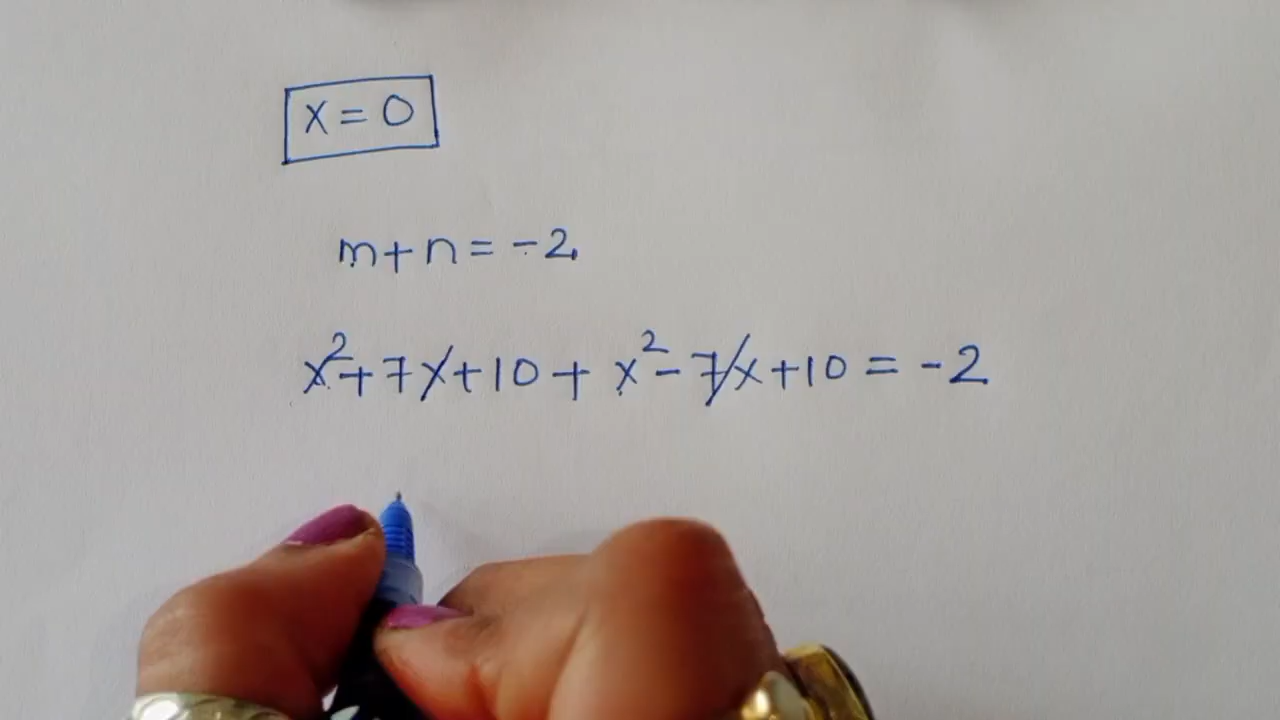 x = 0
m + n = -2
x² + 7x + 10 + x² - 7x + 10 = -2